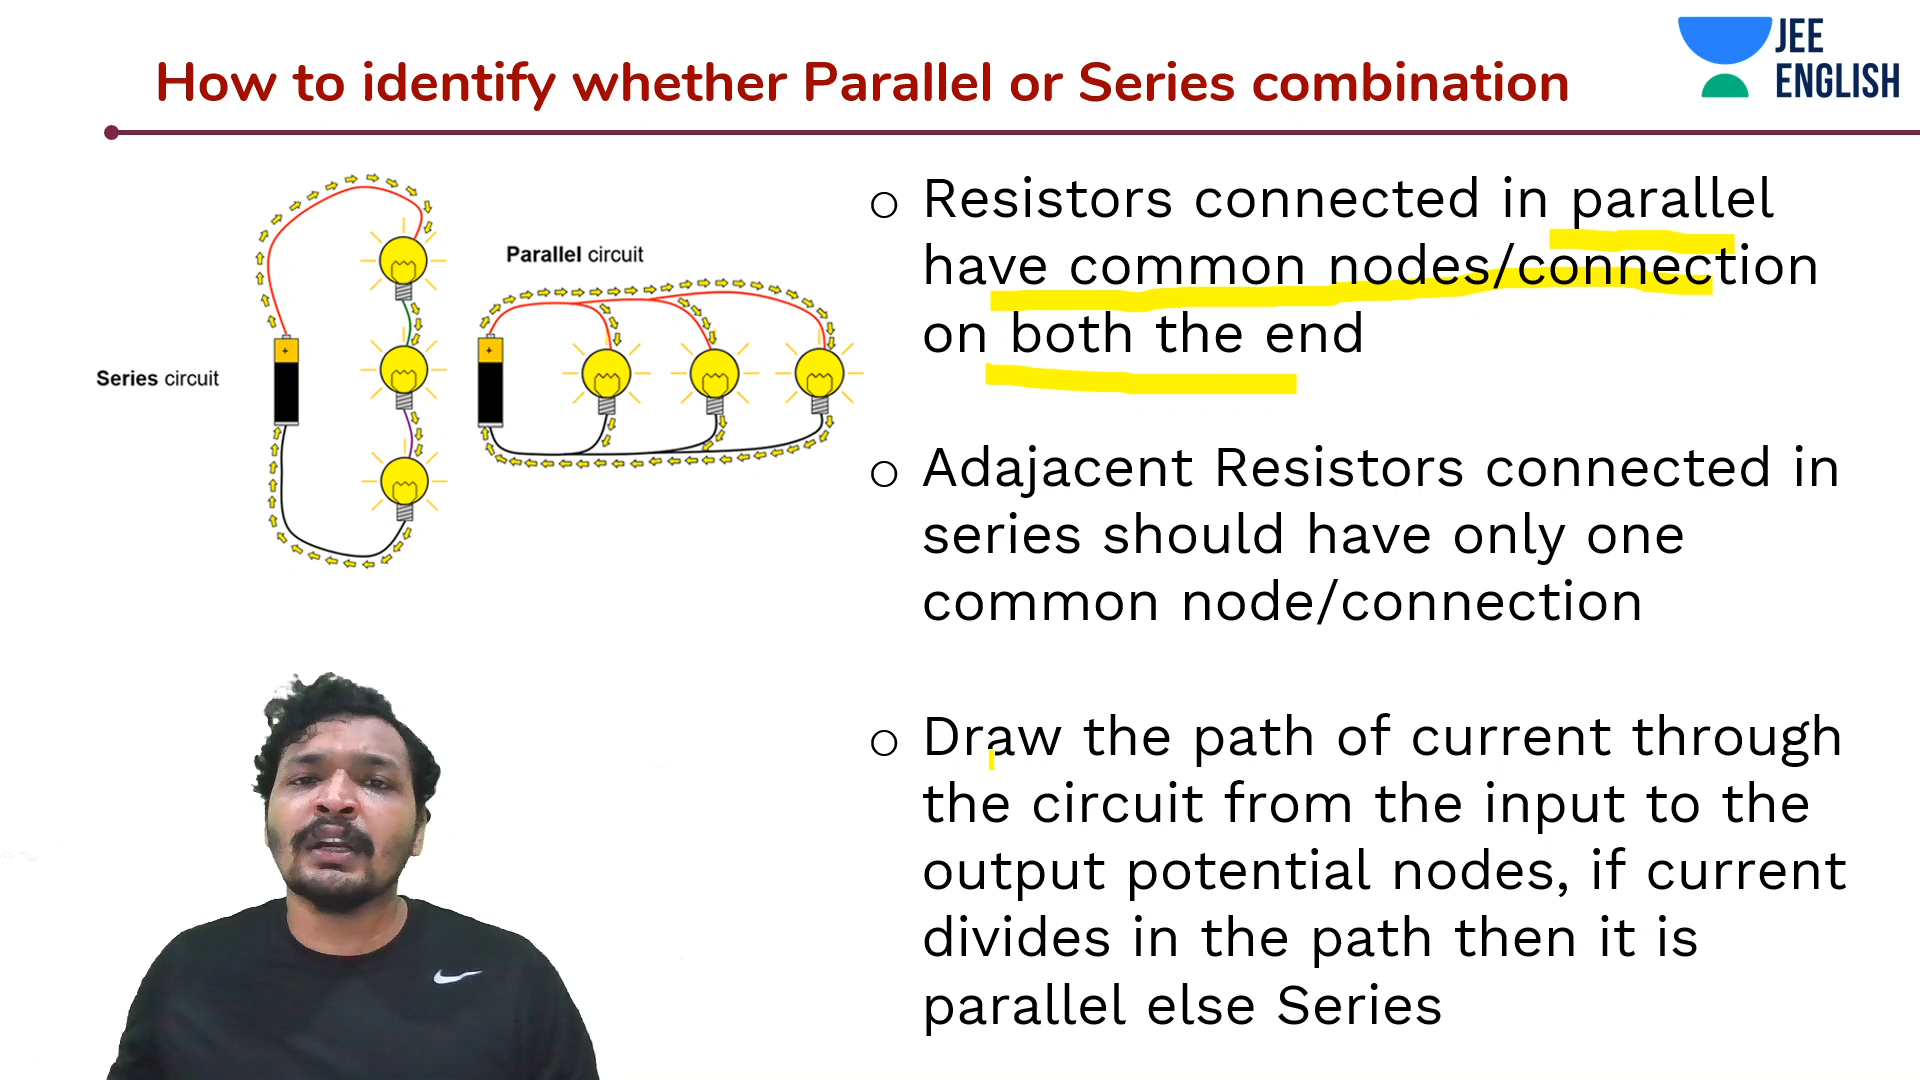 How to identify whether Parallel or Series combination
JEE
ENGLISH
Series circuit
+
Parallel circuit
+
○ Resistors connected in parallel
have common nodes/connection
on both the end
○ Adajacent Resistors connected in
series should have only one
common node/connection
○ Draw the path of current through
the circuit from the input to the
output potential nodes, if current
divides in the path then it is
parallel else Series